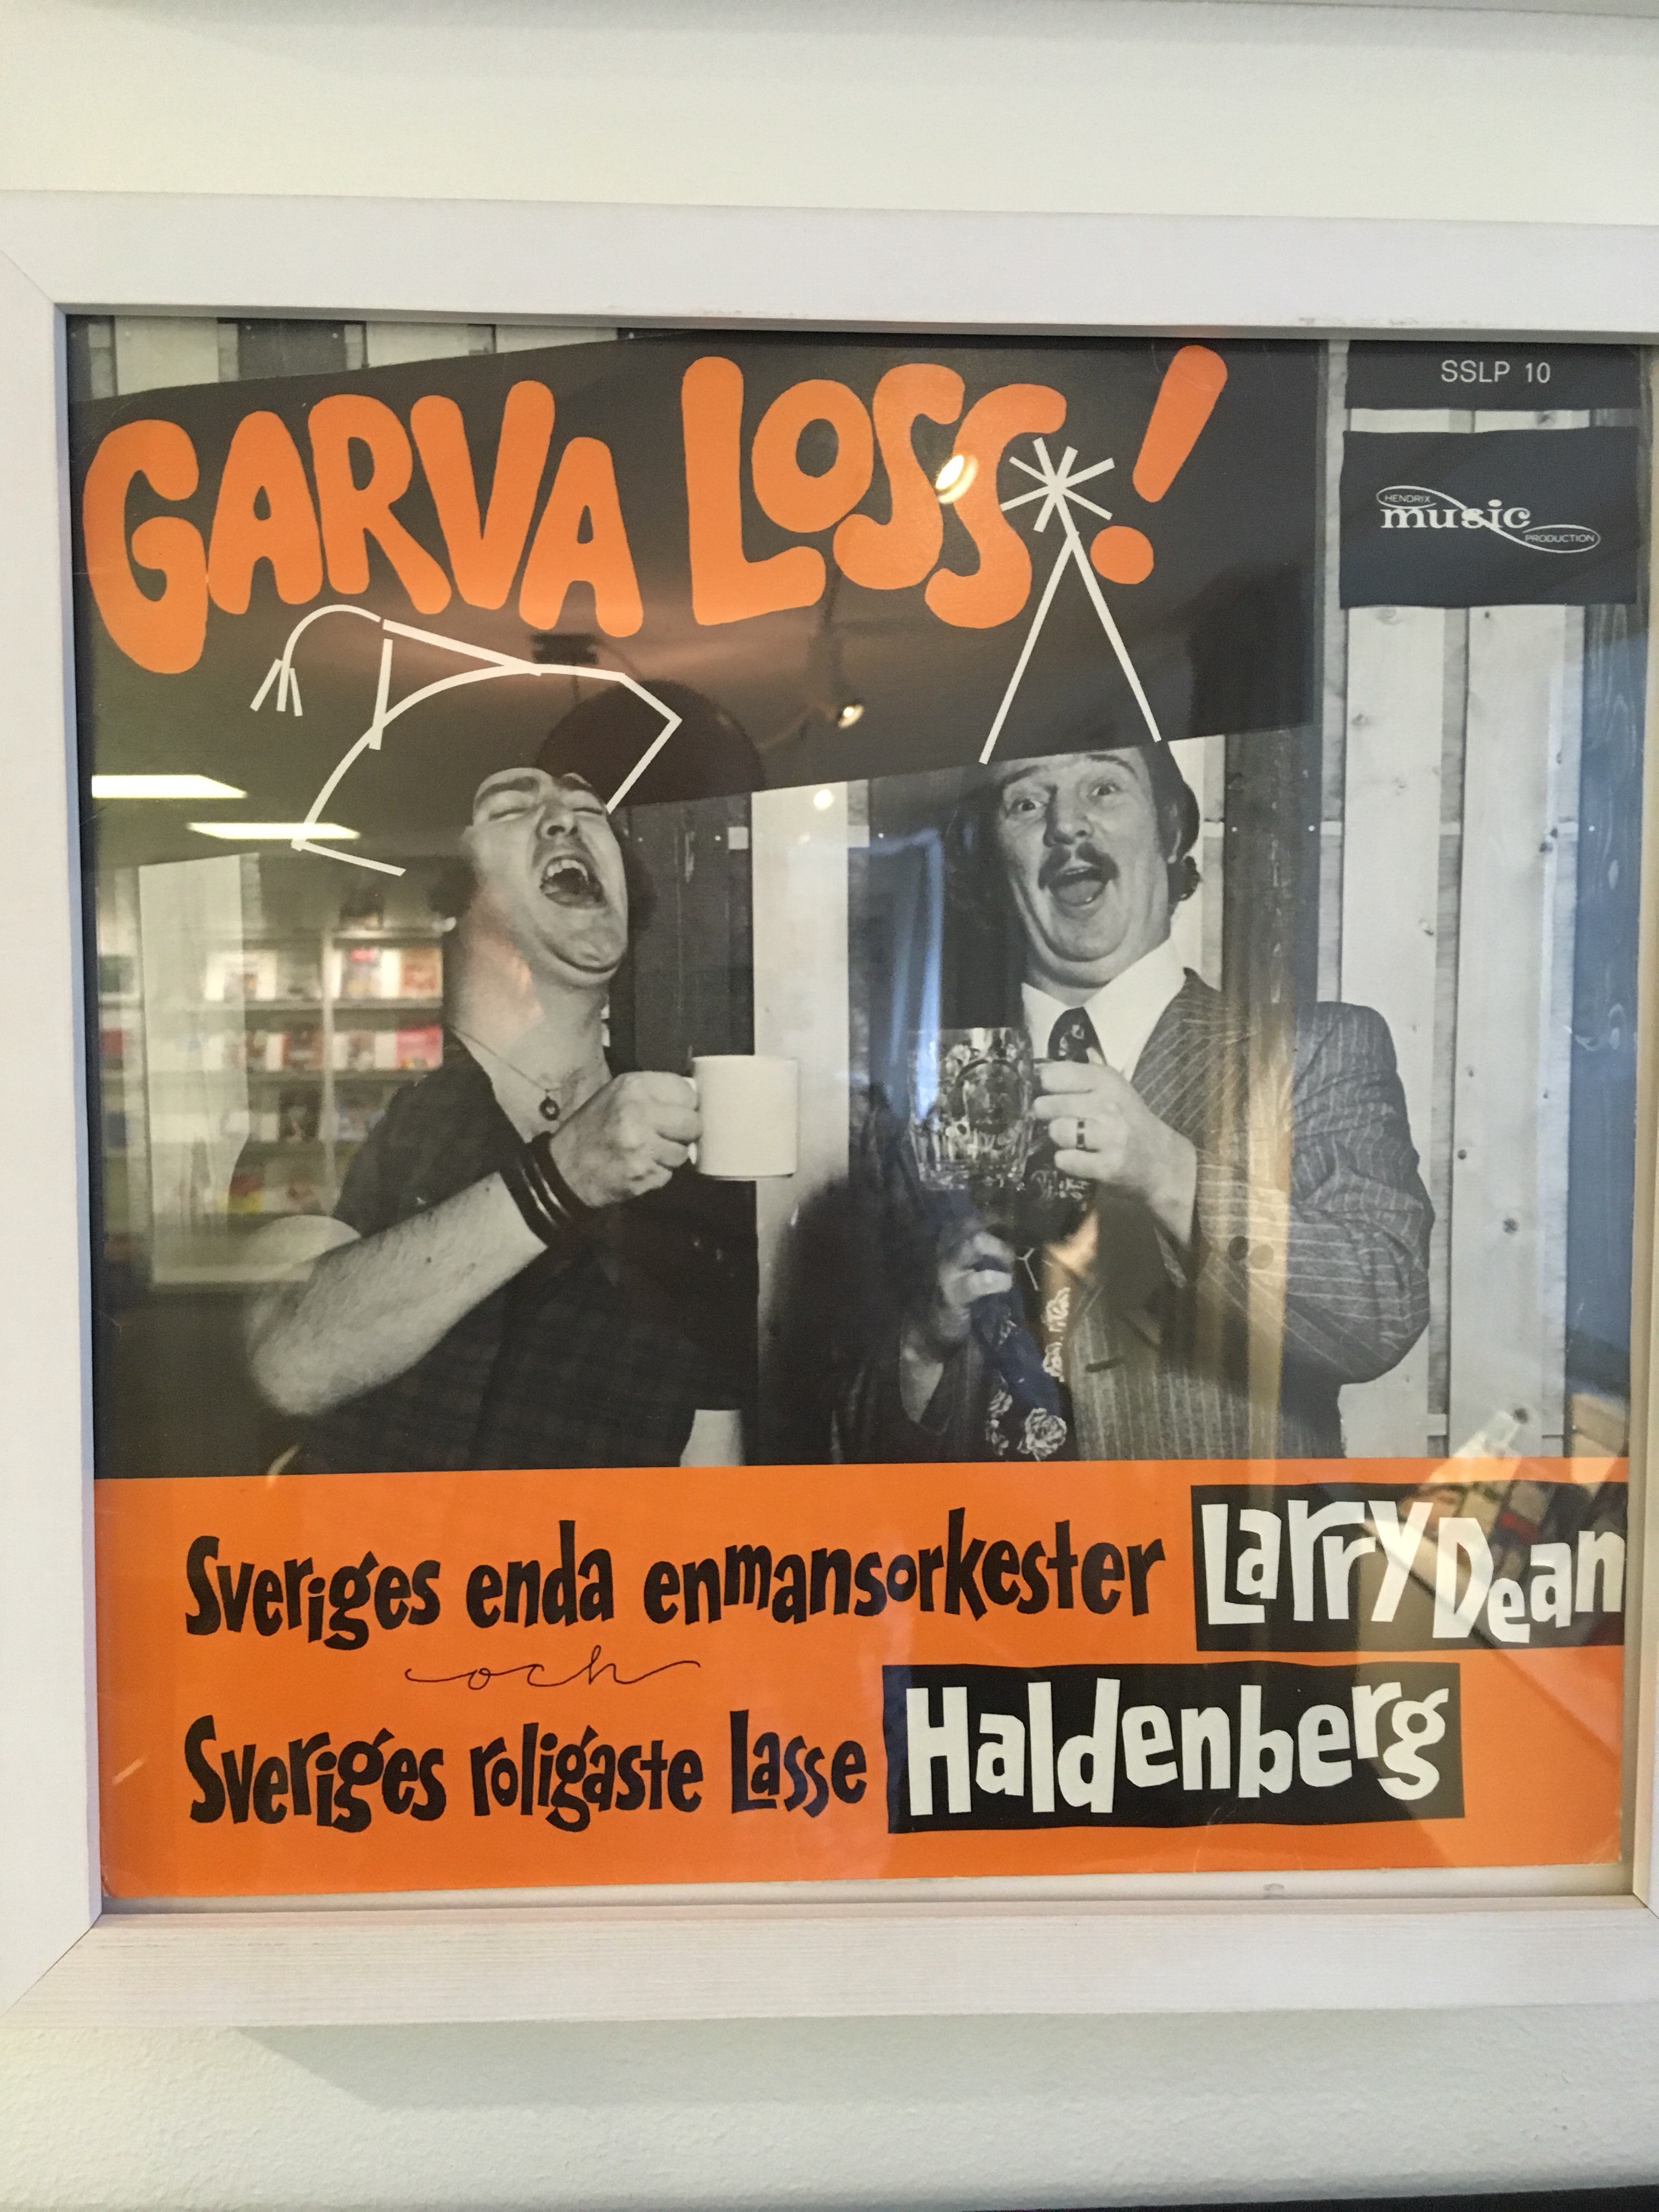 GARVA LOSS!
SSLP 10
HENDRIX
music
PRODUCTION
Sveriges enda enmansorkester Larry Dean
och
Sveriges roligaste Lasse Haldenberg